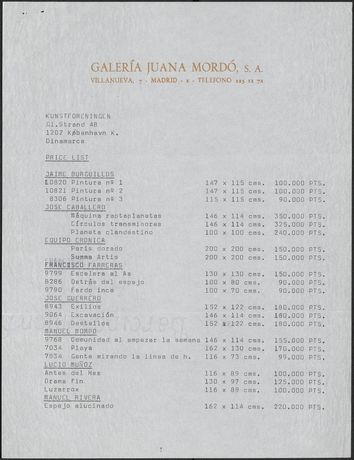 GALERÍA JUANA MORDÓ, S. A.
VILLANUEVA, 7 - MADRID - 1 - TELEFONO 225 11 72
KUNSTFORENINGEN
Gl.Strand 48
1202 København K.
Dinamarca
PRICE LIST
JAIME BURGUILLOS
10820 Pintura nº 1 147 x 115 cms. 100.000 PTS.
10821 Pintura nº 2 147 x 115 cms. 100.000 PTS.
8306 Pintura nº 3 115 x 115 cms. 90.000 PTS.
JOSE CABALLERO
Máquina raptaplanetas 146 x 114 cms. 350.000 PTS.
Círculos transmisores 146 x 114 cms. 325.000 PTS.
Planeta clandestino 100 x 100 cms. 240.000 PTS.
EQUIPO CRONICA
París dorado 200 x 200 cms. 150.000 PTS.
Summa Artis 200 x 200 cms. 150.000 PTS.
FRANCISCO FARRERAS
9799 Escalera al As 130 x 130 cms. 150.000 PTS.
8286 Detrás del espejo 100 x 80 cms. 90.000 PTS.
9790 Fardo Inca 100 x 70 cms. 90.000 PTS.
JOSE GUERRERO
8943 Exilios 152 x 122 cms. 180.000 PTS.
9064 Excavación 146 x 114 cms. 180.000 PTS.
8946 Destellos 152 x 122 cms. 180.000 PTS.
MANUEL MOMPO
9768 Comunidad al empezar la semana 146 x 114 cms. 155.000 PTS.
7034 Playa 162 x 130 cms. 170.000 PTS.
7834 Gente mirando la linea de h. 116 x 73 cms. 99.000 PTS.
LUCIO MUÑOZ
Antes del Mes 116 x 89 cms. 100.000 PTS.
Drama fin 130 x 97 cms. 125.000 PTS.
Luzarrox 116 x 89 cms. 100.000 PTS.
MANUEL RIVERA
Espejo alucinado 162 x 114 cms. 220.000 PTS.